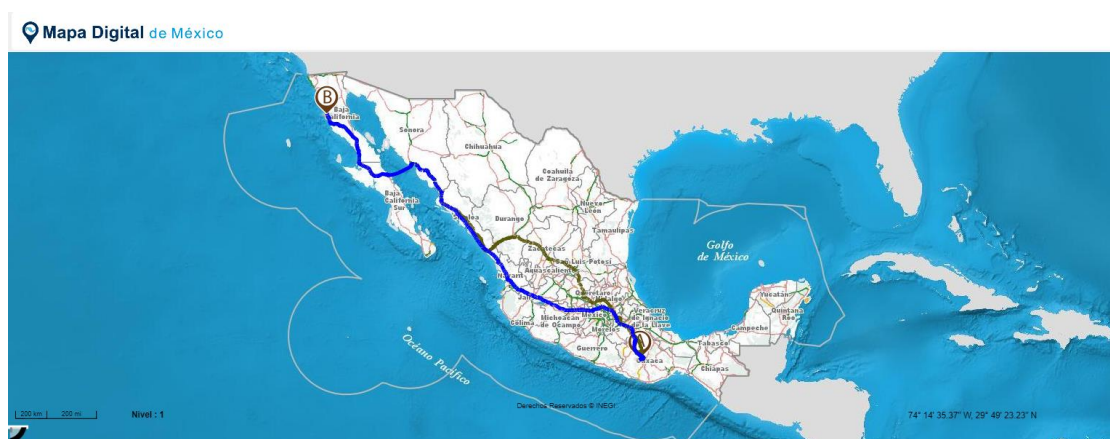 Mapa Digital de México
B
Baja
California
Sonora
Chihuahua
Coahuila
de Zaragoza
Nuevo
León
Baja
California
Sur
Sinaloa
Durango
Tamaulipas
Zacatecas
San Luis Potosí
Aguascalientes
Nayarit
Golfo
de México
Querétaro
Hidalgo
Jal
Yucatán
Quintana
Roo
Colima
Michoacán
de Ocampo
México
Morelos
Veracruz
de Ignacio
de la Llave
Campeche
Tabasco
Guerrero
Oaxaca
Chiapas
Océano Pacífico
Derechos Reservados © INEGI
200 km
200 mi
Nivel : 1
74° 14' 35.37" W, 29° 49' 23.23" N